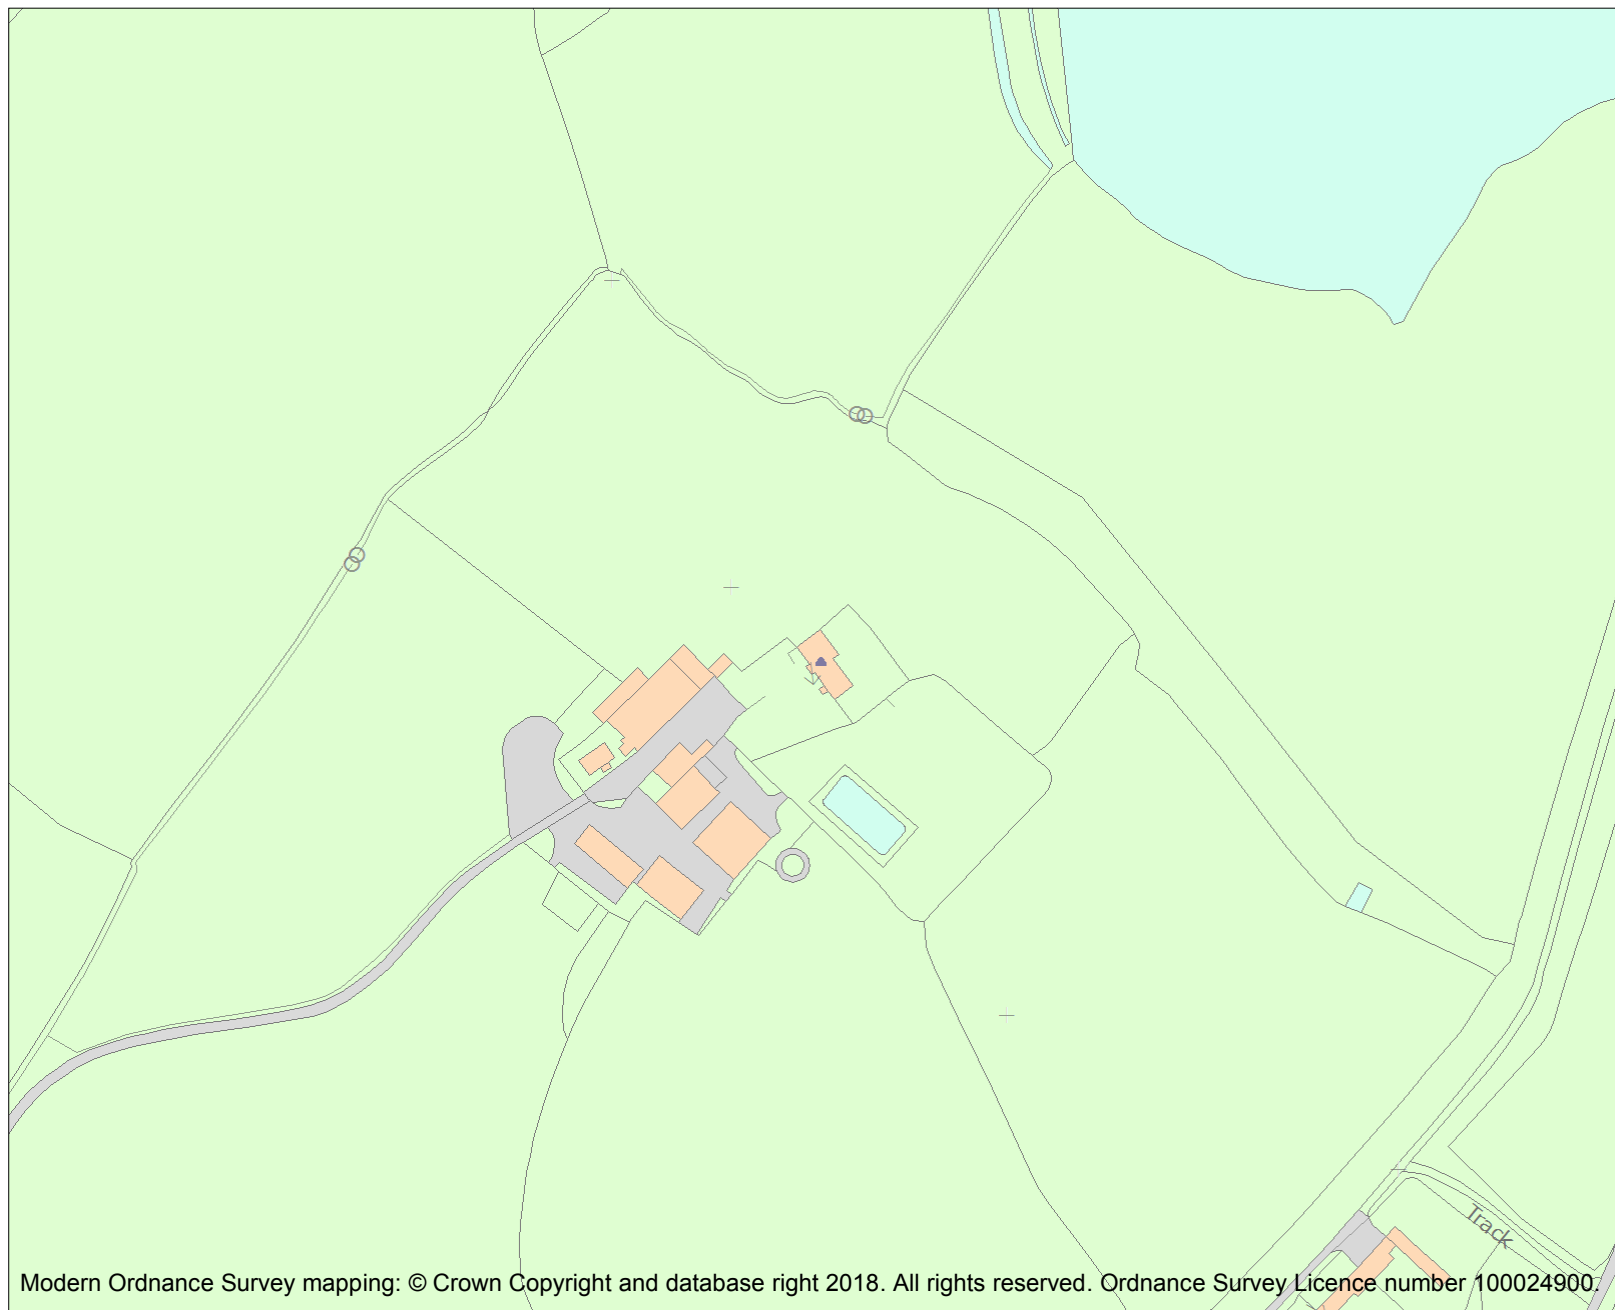 Track
Modern Ordnance Survey mapping: © Crown Copyright and database right 2018. All rights reserved. Ordnance Survey Licence number 100024900.